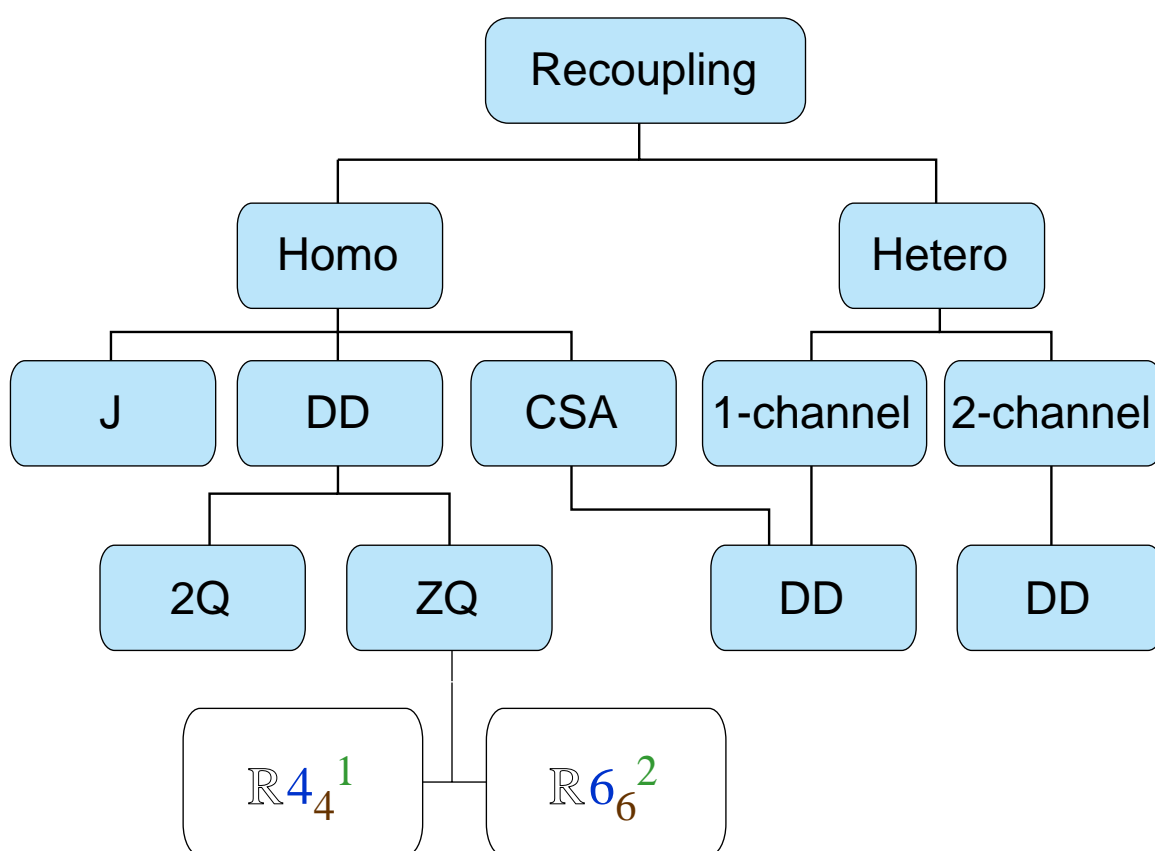 Recoupling
Homo Hetero
J DD CSA 1-channel 2-channel
2Q ZQ DD DD
ℝ4₄¹ ℝ6₆²